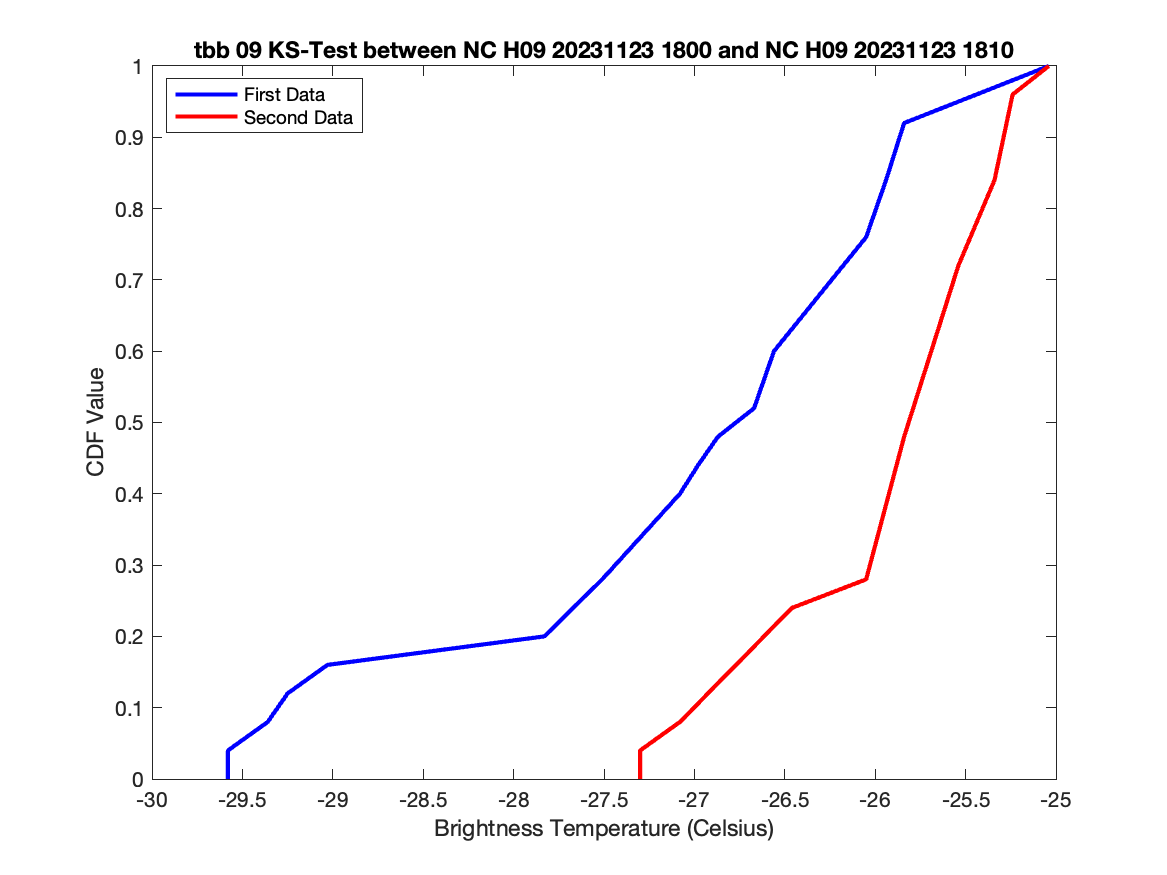 tbb 09 KS-Test between NC H09 20231123 1800 and NC H09 20231123 1810
First Data
Second Data
1
0.9
0.8
0.7
0.6
0.5
0.4
0.3
0.2
0.1
0
CDF Value
-30 -29.5 -29 -28.5 -28 -27.5 -27 -26.5 -26 -25.5 -25
Brightness Temperature (Celsius)